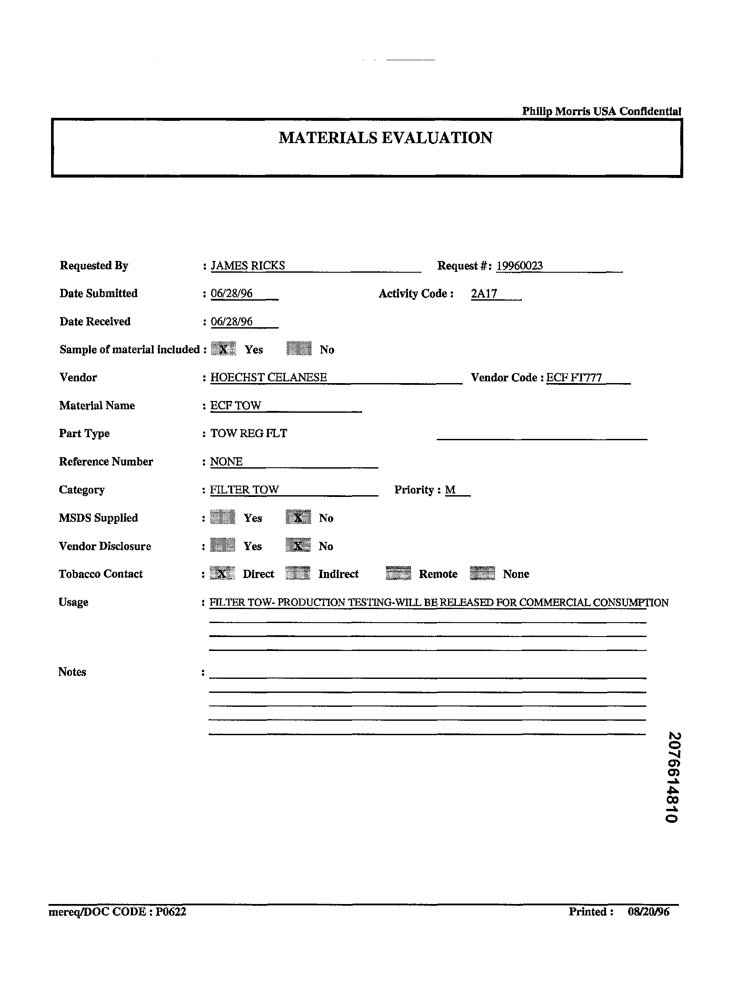 Philip Morris USA Confidential
MATERIALS EVALUATION
Requested By : JAMES RICKS Request #: 19960023
Date Submitted : 06/28/96 Activity Code : 2A17
Date Received : 06/28/96
Sample of material included : X Yes No
Vendor : HOECHST CELANESE Vendor Code : ECF FT777
Material Name : ECF TOW
Part Type : TOW REG FLT
Reference Number : NONE
Category : FILTER TOW Priority : M
MSDS Supplied : Yes X No
Vendor Disclosure : Yes X No
Tobacco Contact : X Direct Indirect Remote None
Usage : FILTER TOW- PRODUCTION TESTING-WILL BE RELEASED FOR COMMERCIAL CONSUMPTION
Notes :
2076614810
mereq/DOC CODE : P0622 Printed : 08/20/96